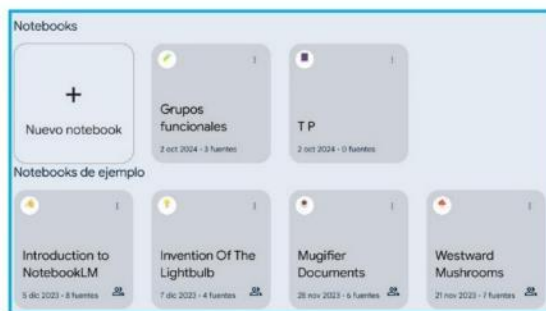 Notebooks
+
Nuevo notebook
Grupos
funcionales
2 oct 2024 - 3 fuentes
T P
2 oct 2024 - 0 fuentes
Notebooks de ejemplo
Introduction to
NotebookLM
5 dic 2023 - 8 fuentes
Invention Of The
Lightbulb
7 dic 2023 - 4 fuentes
Mugifier
Documents
28 nov 2023 - 6 fuentes
Westward
Mushrooms
21 nov 2023 - 7 fuentes